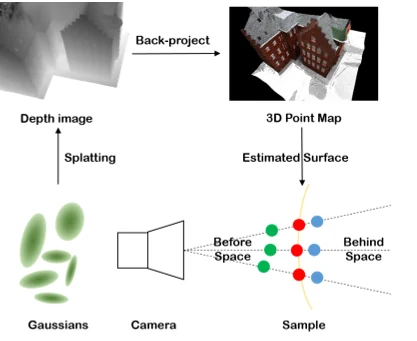 Back-project
Depth image
3D Point Map
Splatting
Estimated Surface
Before
Space
Behind
Space
Gaussians
Camera
Sample